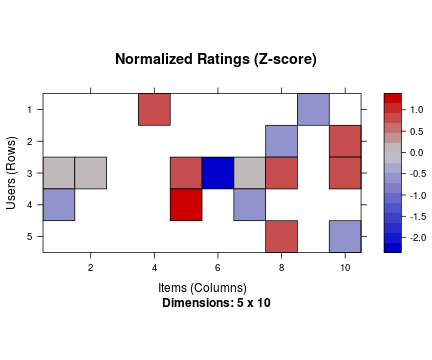 Normalized Ratings (Z-score)
Users (Rows)
1
2
3
4
5
2 4 6 8 10
Items (Columns)
Dimensions: 5 x 10
1.0
0.5
0.0
-0.5
-1.0
-1.5
-2.0